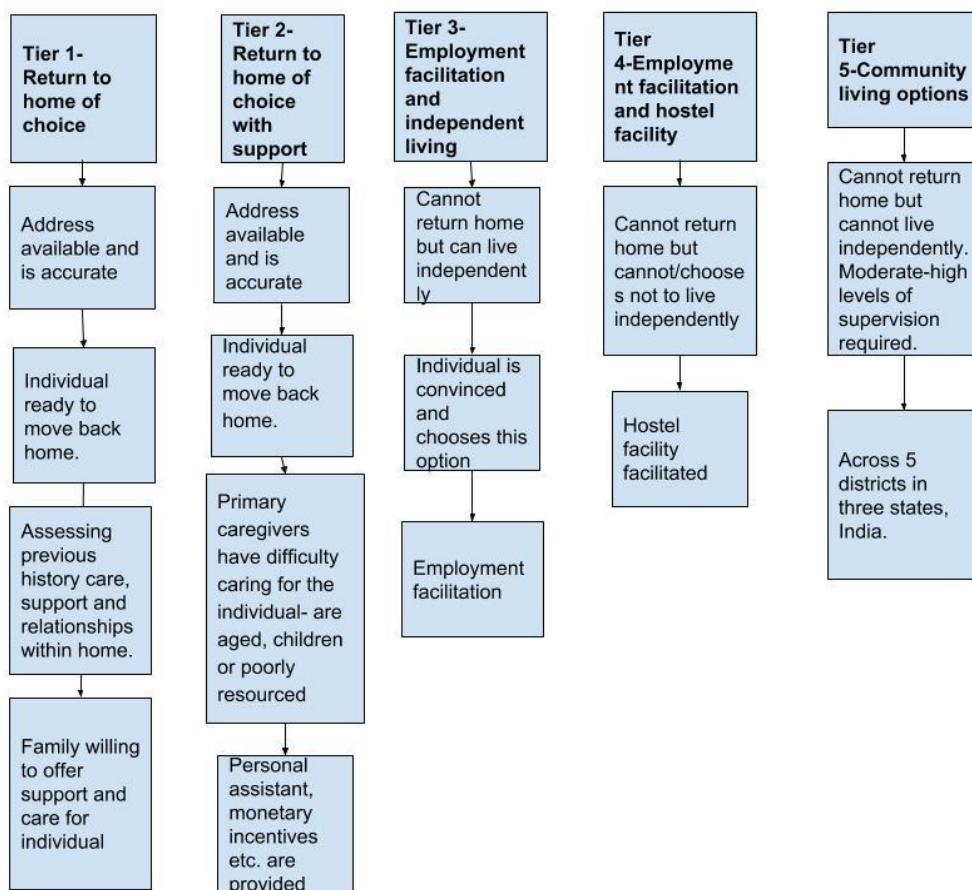 Tier 1-
Return to
home of
choice
Address
available and
is accurate
Individual
ready to
move back
home.
Assessing
previous
history care,
support and
relationships
within home.
Family willing
to offer
support and
care for
individual
Tier 2-
Return to
home of
choice
with
support
Address
available
and is
accurate
Individual
ready to
move back
home.
Primary
caregivers
have difficulty
caring for the
individual- are
aged, children
or poorly
resourced
Personal
assistant,
monetary
incentives
etc. are
provided
Tier 3-
Employment
facilitation
and
independent
living
Cannot
return home
but can live
independent
ly
Individual is
convinced
and
chooses this
option
Employment
facilitation
Tier
4-Employme
nt facilitation
and hostel
facility
Cannot return
home but
cannot/choose
s not to live
independently
Hostel
facility
facilitated
Tier
5-Community
living options
Cannot return
home but
cannot live
independently.
Moderate-high
levels of
supervision
required.
Across 5
districts in
three states,
India.